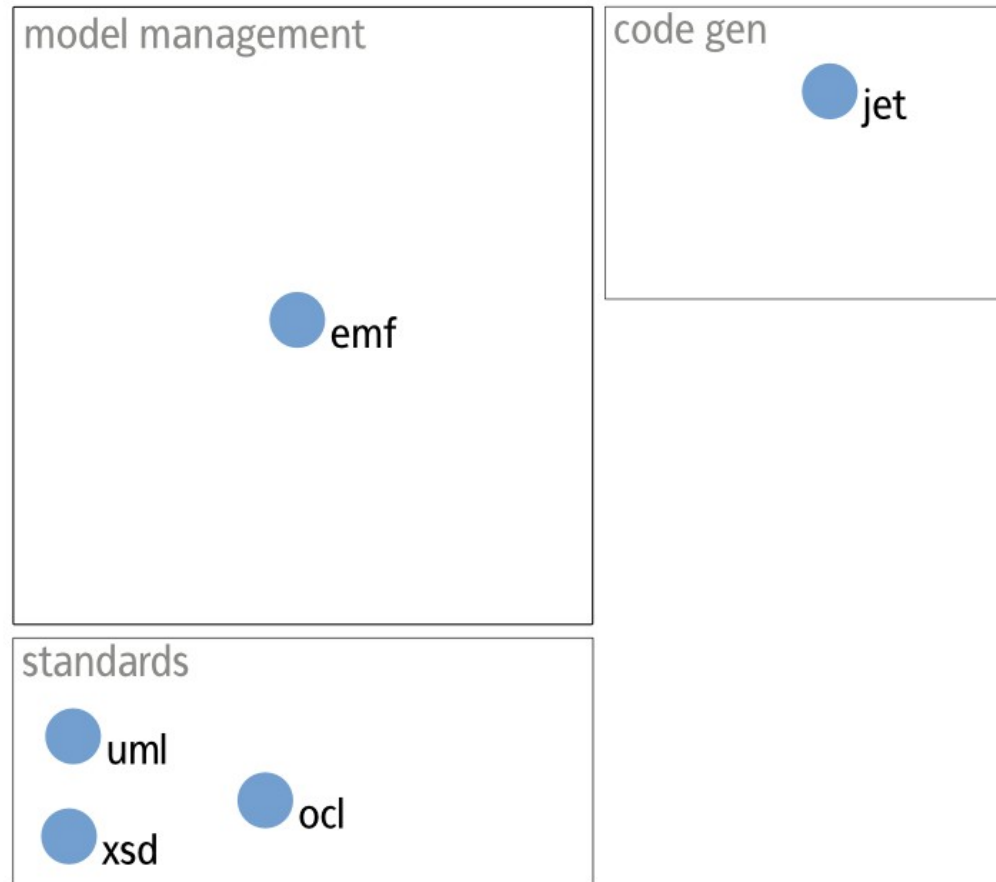 model management
emf
code gen
jet
standards
uml
ocl
xsd